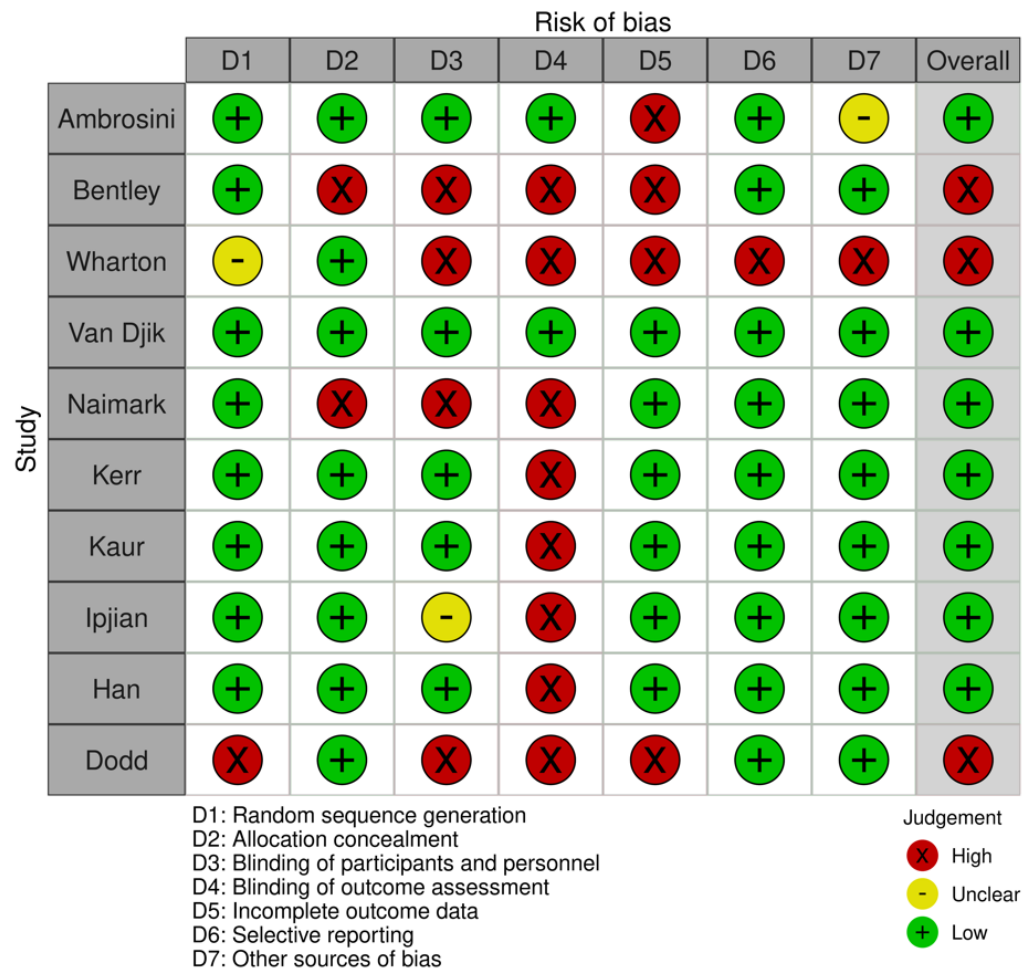 Risk of bias
D1 D2 D3 D4 D5 D6 D7 Overall
Study
Ambrosini + + + + X + - +
Bentley + X X X X + + X
Wharton - + X X X X X X
Van Djik + + + + + + + +
Naimark + X X X + + + +
Kerr + + + X + + + +
Kaur + + + X + + + +
Ipjian + + - X + + + +
Han + + + X + + + +
Dodd X + X X X + + X
D1: Random sequence generation
D2: Allocation concealment
D3: Blinding of participants and personnel
D4: Blinding of outcome assessment
D5: Incomplete outcome data
D6: Selective reporting
D7: Other sources of bias
Judgement
X High
- Unclear
+ Low